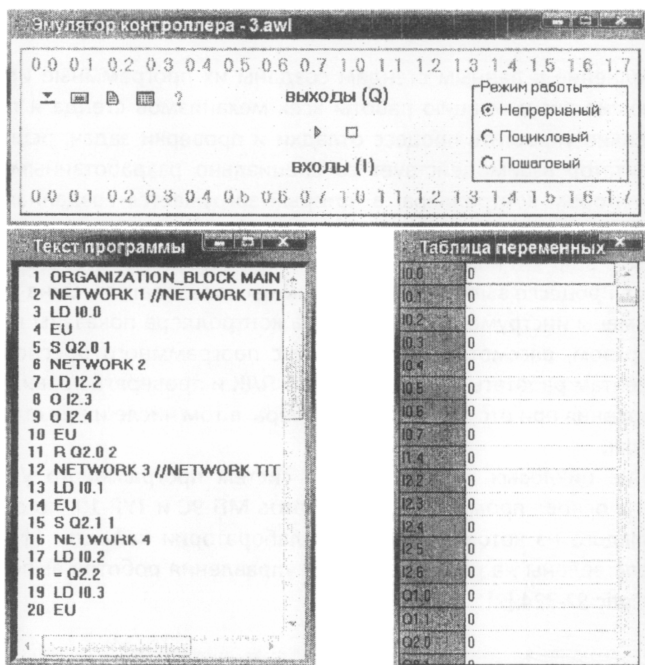 Эмулятор контроллера - 3.awl
0.0 0.1 0.2 0.3 0.4 0.5 0.6 0.7 1.0 1.1 1.2 1.3 1.4 1.5 1.6 1.7
?
выходы (Q)
входы (I)
Режим работы
Непрерывный
Поцикловый
Пошаговый
0.0 0.1 0.2 0.3 0.4 0.5 0.6 0.7 1.0 1.1 1.2 1.3 1.4 1.5 1.6 1.7
Текст программы
1 ORGANIZATION_BLOCK MAIN
2 NETWORK 1 //NETWORK TITL
3 LD I0.0
4 EU
5 S Q2.0 1
6 NETWORK 2
7 LD I2.2
8 O I2.3
9 O I2.4
10 EU
11 R Q2.0 2
12 NETWORK 3 //NETWORK TIT
13 LD I0.1
14 EU
15 S Q2.1 1
16 NETWORK 4
17 LD I0.2
18 = Q2.2
19 LD I0.3
20 EU
Таблица переменных
I0.0 0
I0.1 0
I0.2 0
I0.3 0
I0.4 0
I0.5 0
I0.6 0
I0.7 0
I1.4 0
I2.2 0
I2.3 0
I2.4 0
I2.5 0
I2.6 0
Q1.0 0
Q1.1 0
Q2.0 0